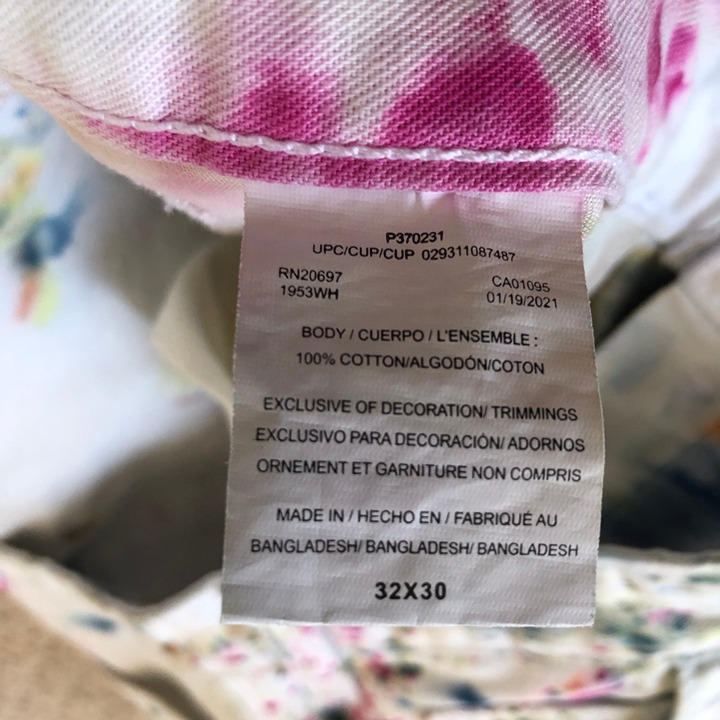 P370231
UPC/CUP/CUP 029311087487
RN20697 CA01095
1953WH 01/19/2021
BODY / CUERPO / L'ENSEMBLE :
100% COTTON/ALGODÓN/COTON
EXCLUSIVE OF DECORATION/ TRIMMINGS
EXCLUSIVO PARA DECORACIÓN/ ADORNOS
ORNEMENT ET GARNITURE NON COMPRIS
MADE IN / HECHO EN / FABRIQUÉ AU
BANGLADESH/ BANGLADESH/ BANGLADESH
32X30